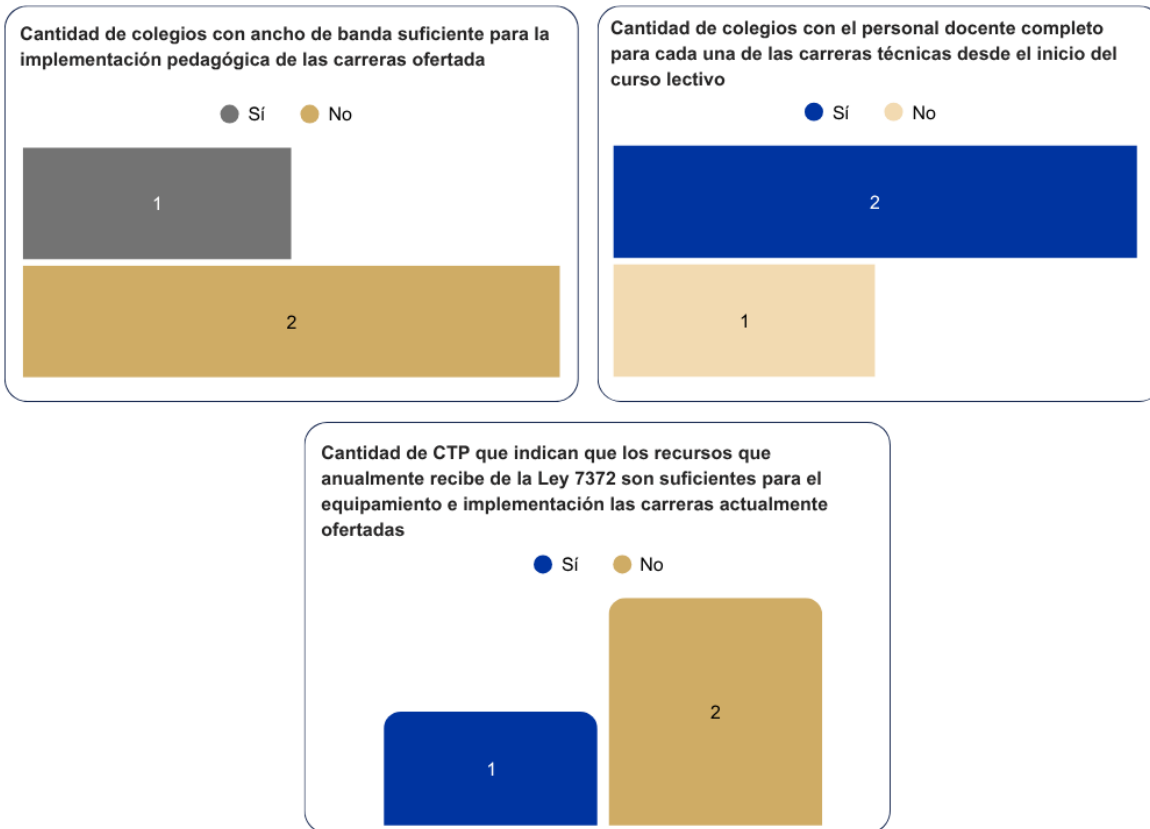 Cantidad de colegios con ancho de banda suficiente para la
implementación pedagógica de las carreras ofertada
Sí No
1
2
Cantidad de colegios con el personal docente completo
para cada una de las carreras técnicas desde el inicio del
curso lectivo
Sí No
2
1
Cantidad de CTP que indican que los recursos que
anualmente recibe de la Ley 7372 son suficientes para el
equipamiento e implementación las carreras actualmente
ofertadas
Sí No
1
2